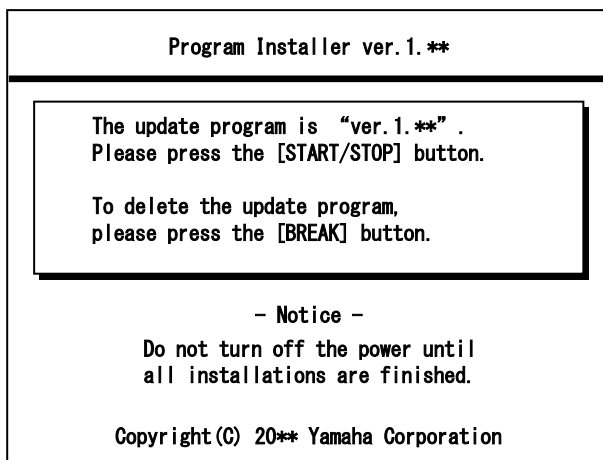 Program Installer ver.1.**
The update program is “ver.1.**”.
Please press the [START/STOP] button.
To delete the update program,
please press the [BREAK] button.
- Notice -
Do not turn off the power until
all installations are finished.
Copyright(C) 20** Yamaha Corporation